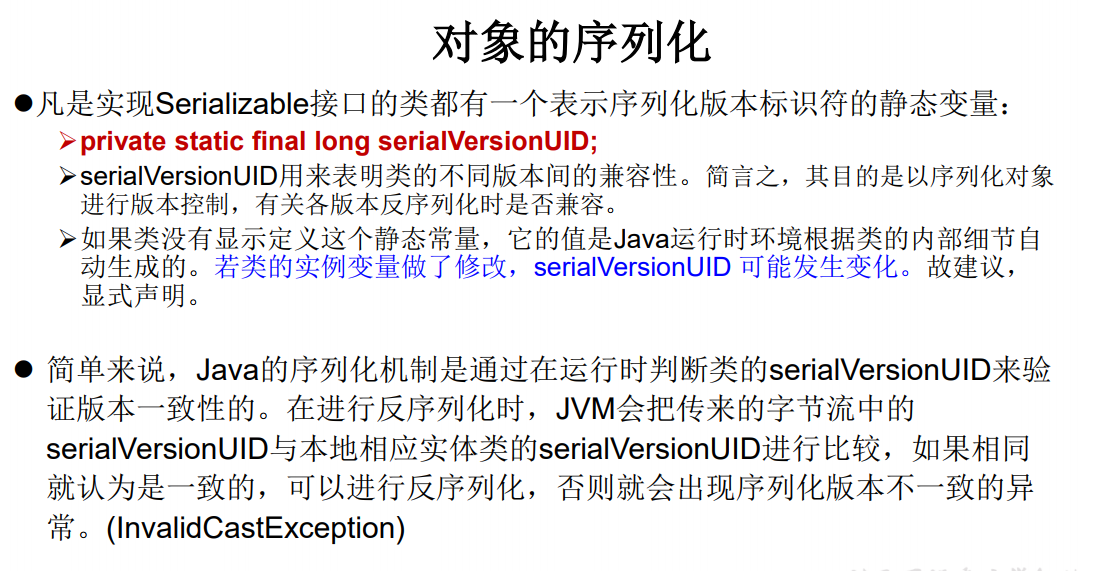 对象的序列化
●凡是实现Serializable接口的类都有一个表示序列化版本标识符的静态变量：
➢private static final long serialVersionUID;
➢serialVersionUID用来表明类的不同版本间的兼容性。简言之，其目的是以序列化对象
进行版本控制，有关各版本反序列化时是否兼容。
➢如果类没有显示定义这个静态常量，它的值是Java运行时环境根据类的内部细节自
动生成的。若类的实例变量做了修改，serialVersionUID 可能发生变化。故建议，
显式声明。
● 简单来说，Java的序列化机制是通过在运行时判断类的serialVersionUID来验
证版本一致性的。在进行反序列化时，JVM会把传来的字节流中的
serialVersionUID与本地相应实体类的serialVersionUID进行比较，如果相同
就认为是一致的，可以进行反序列化，否则就会出现序列化版本不一致的异
常。(InvalidCastException)